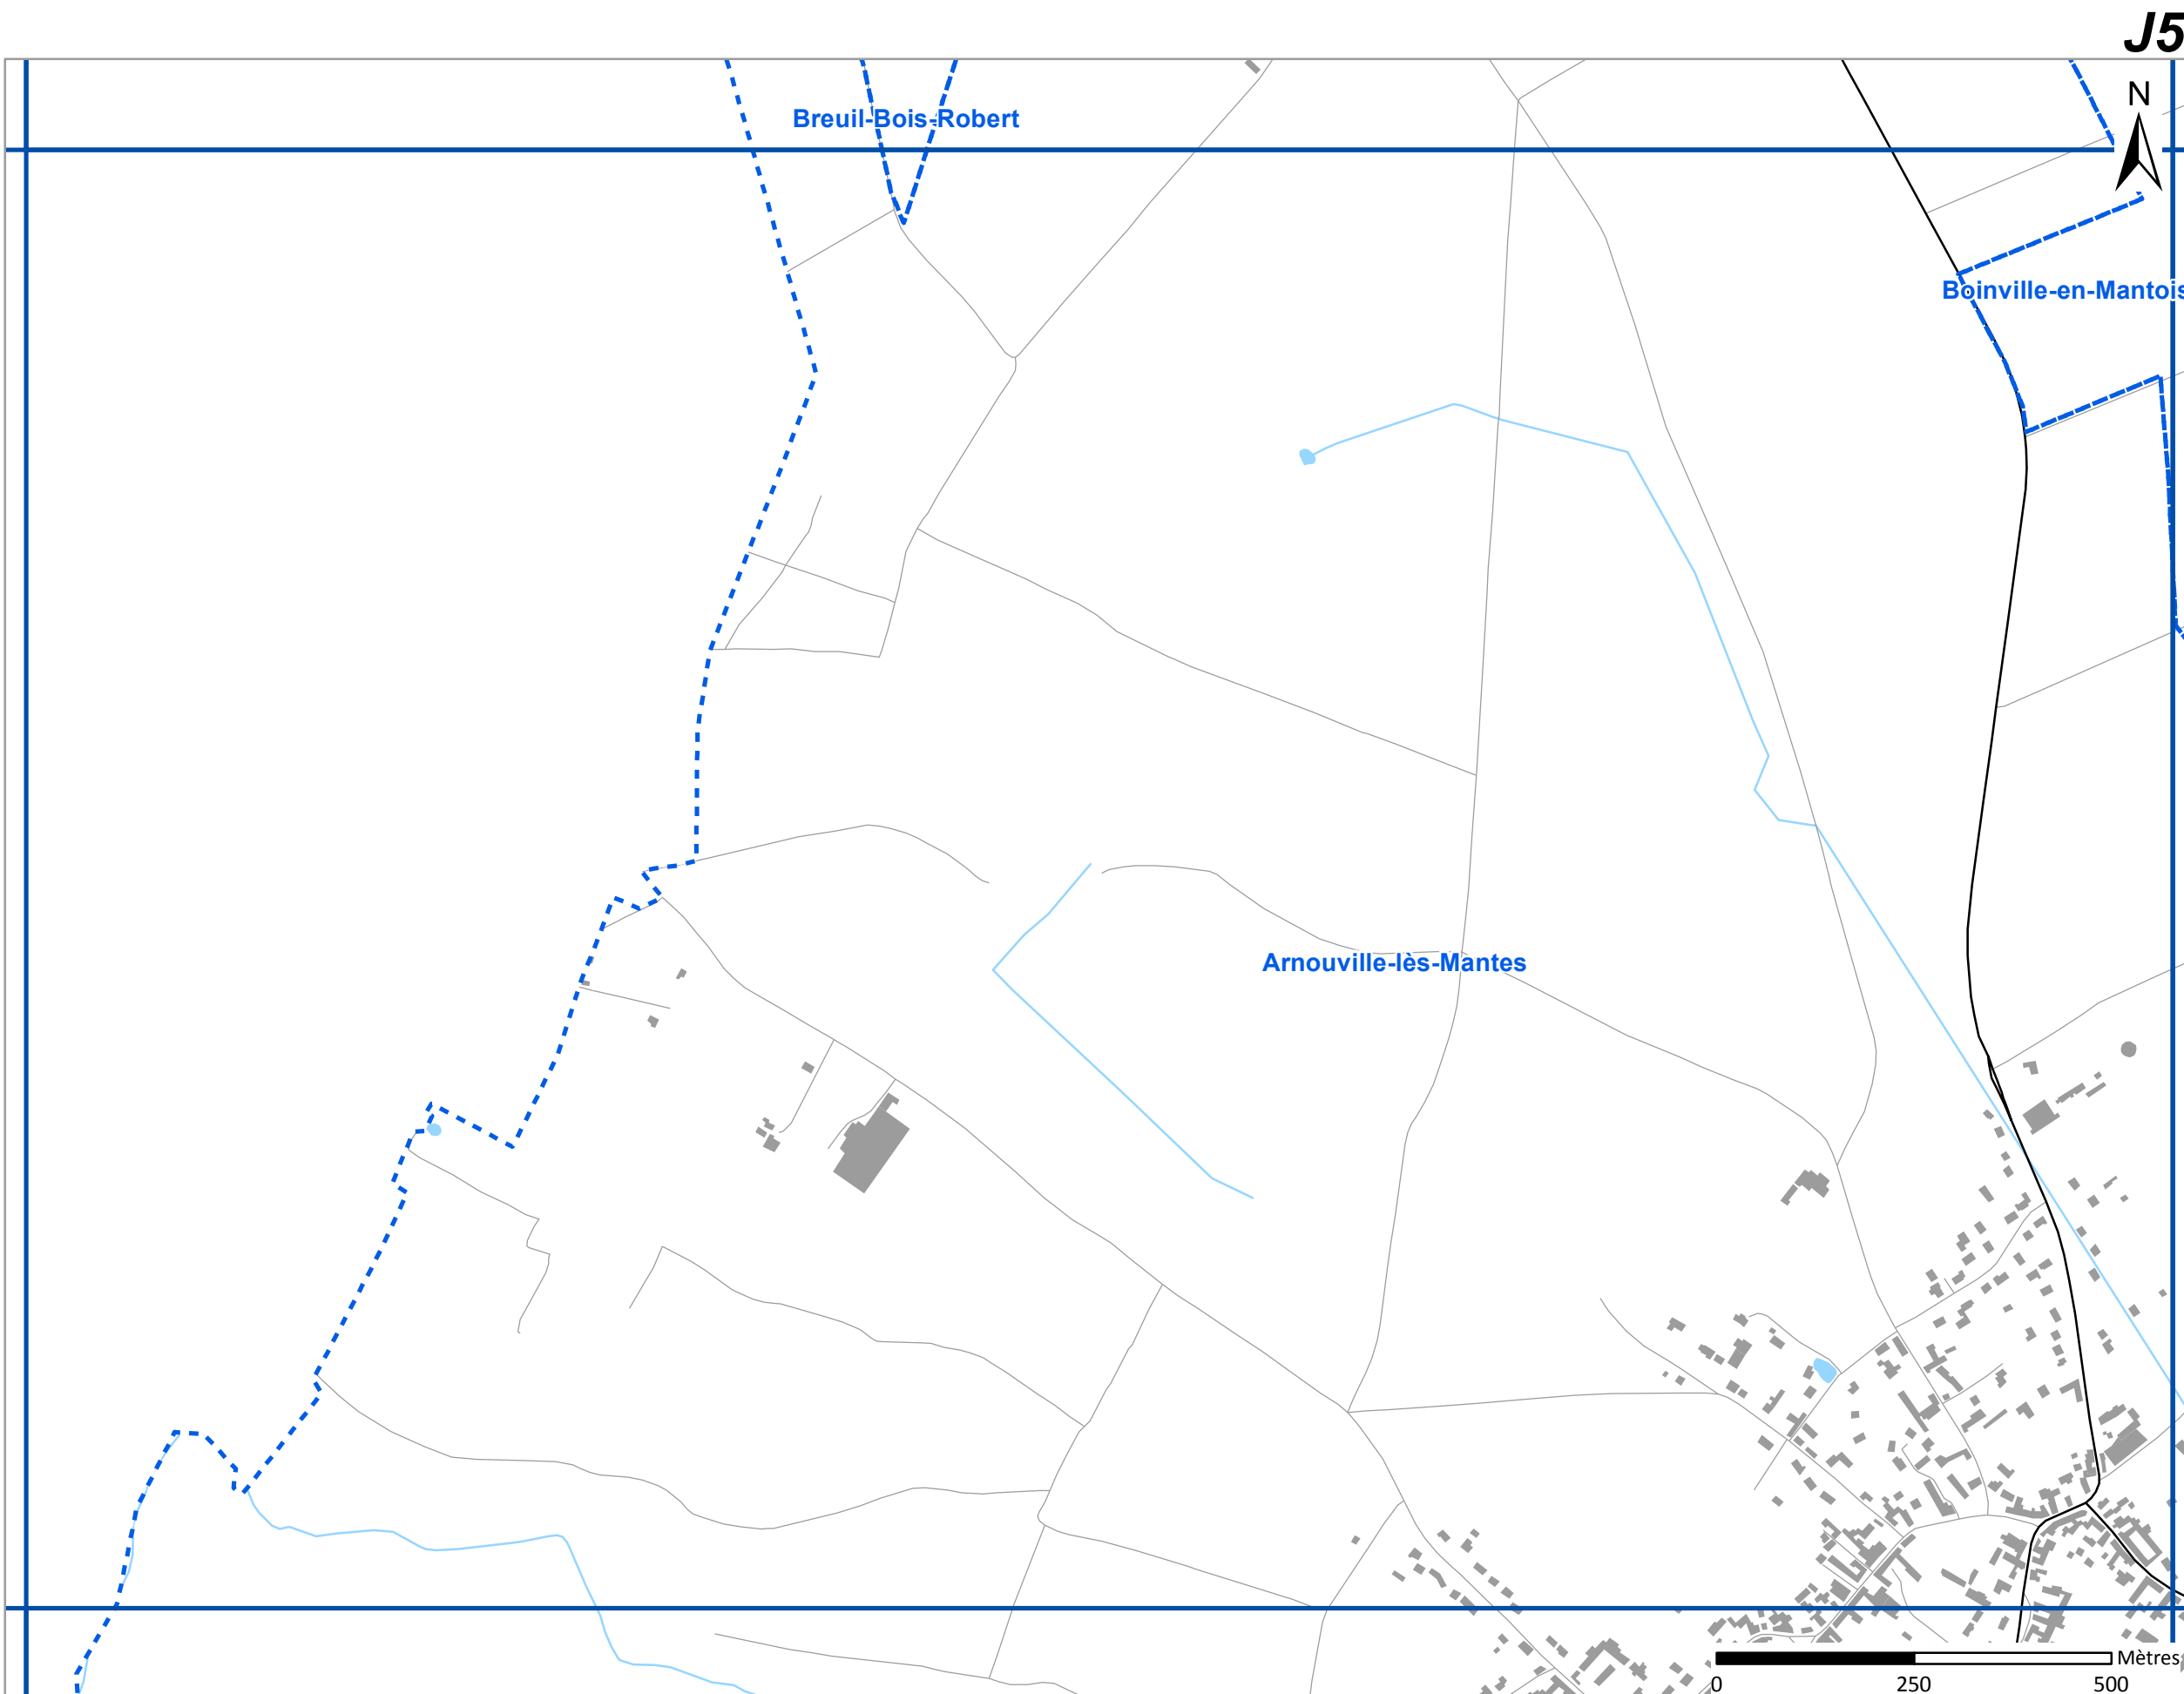 J5
N
Breuil-Bois-Robert
Boinville-en-Mantois
Arnouville-lès-Mantes
Mètres
0 250 500